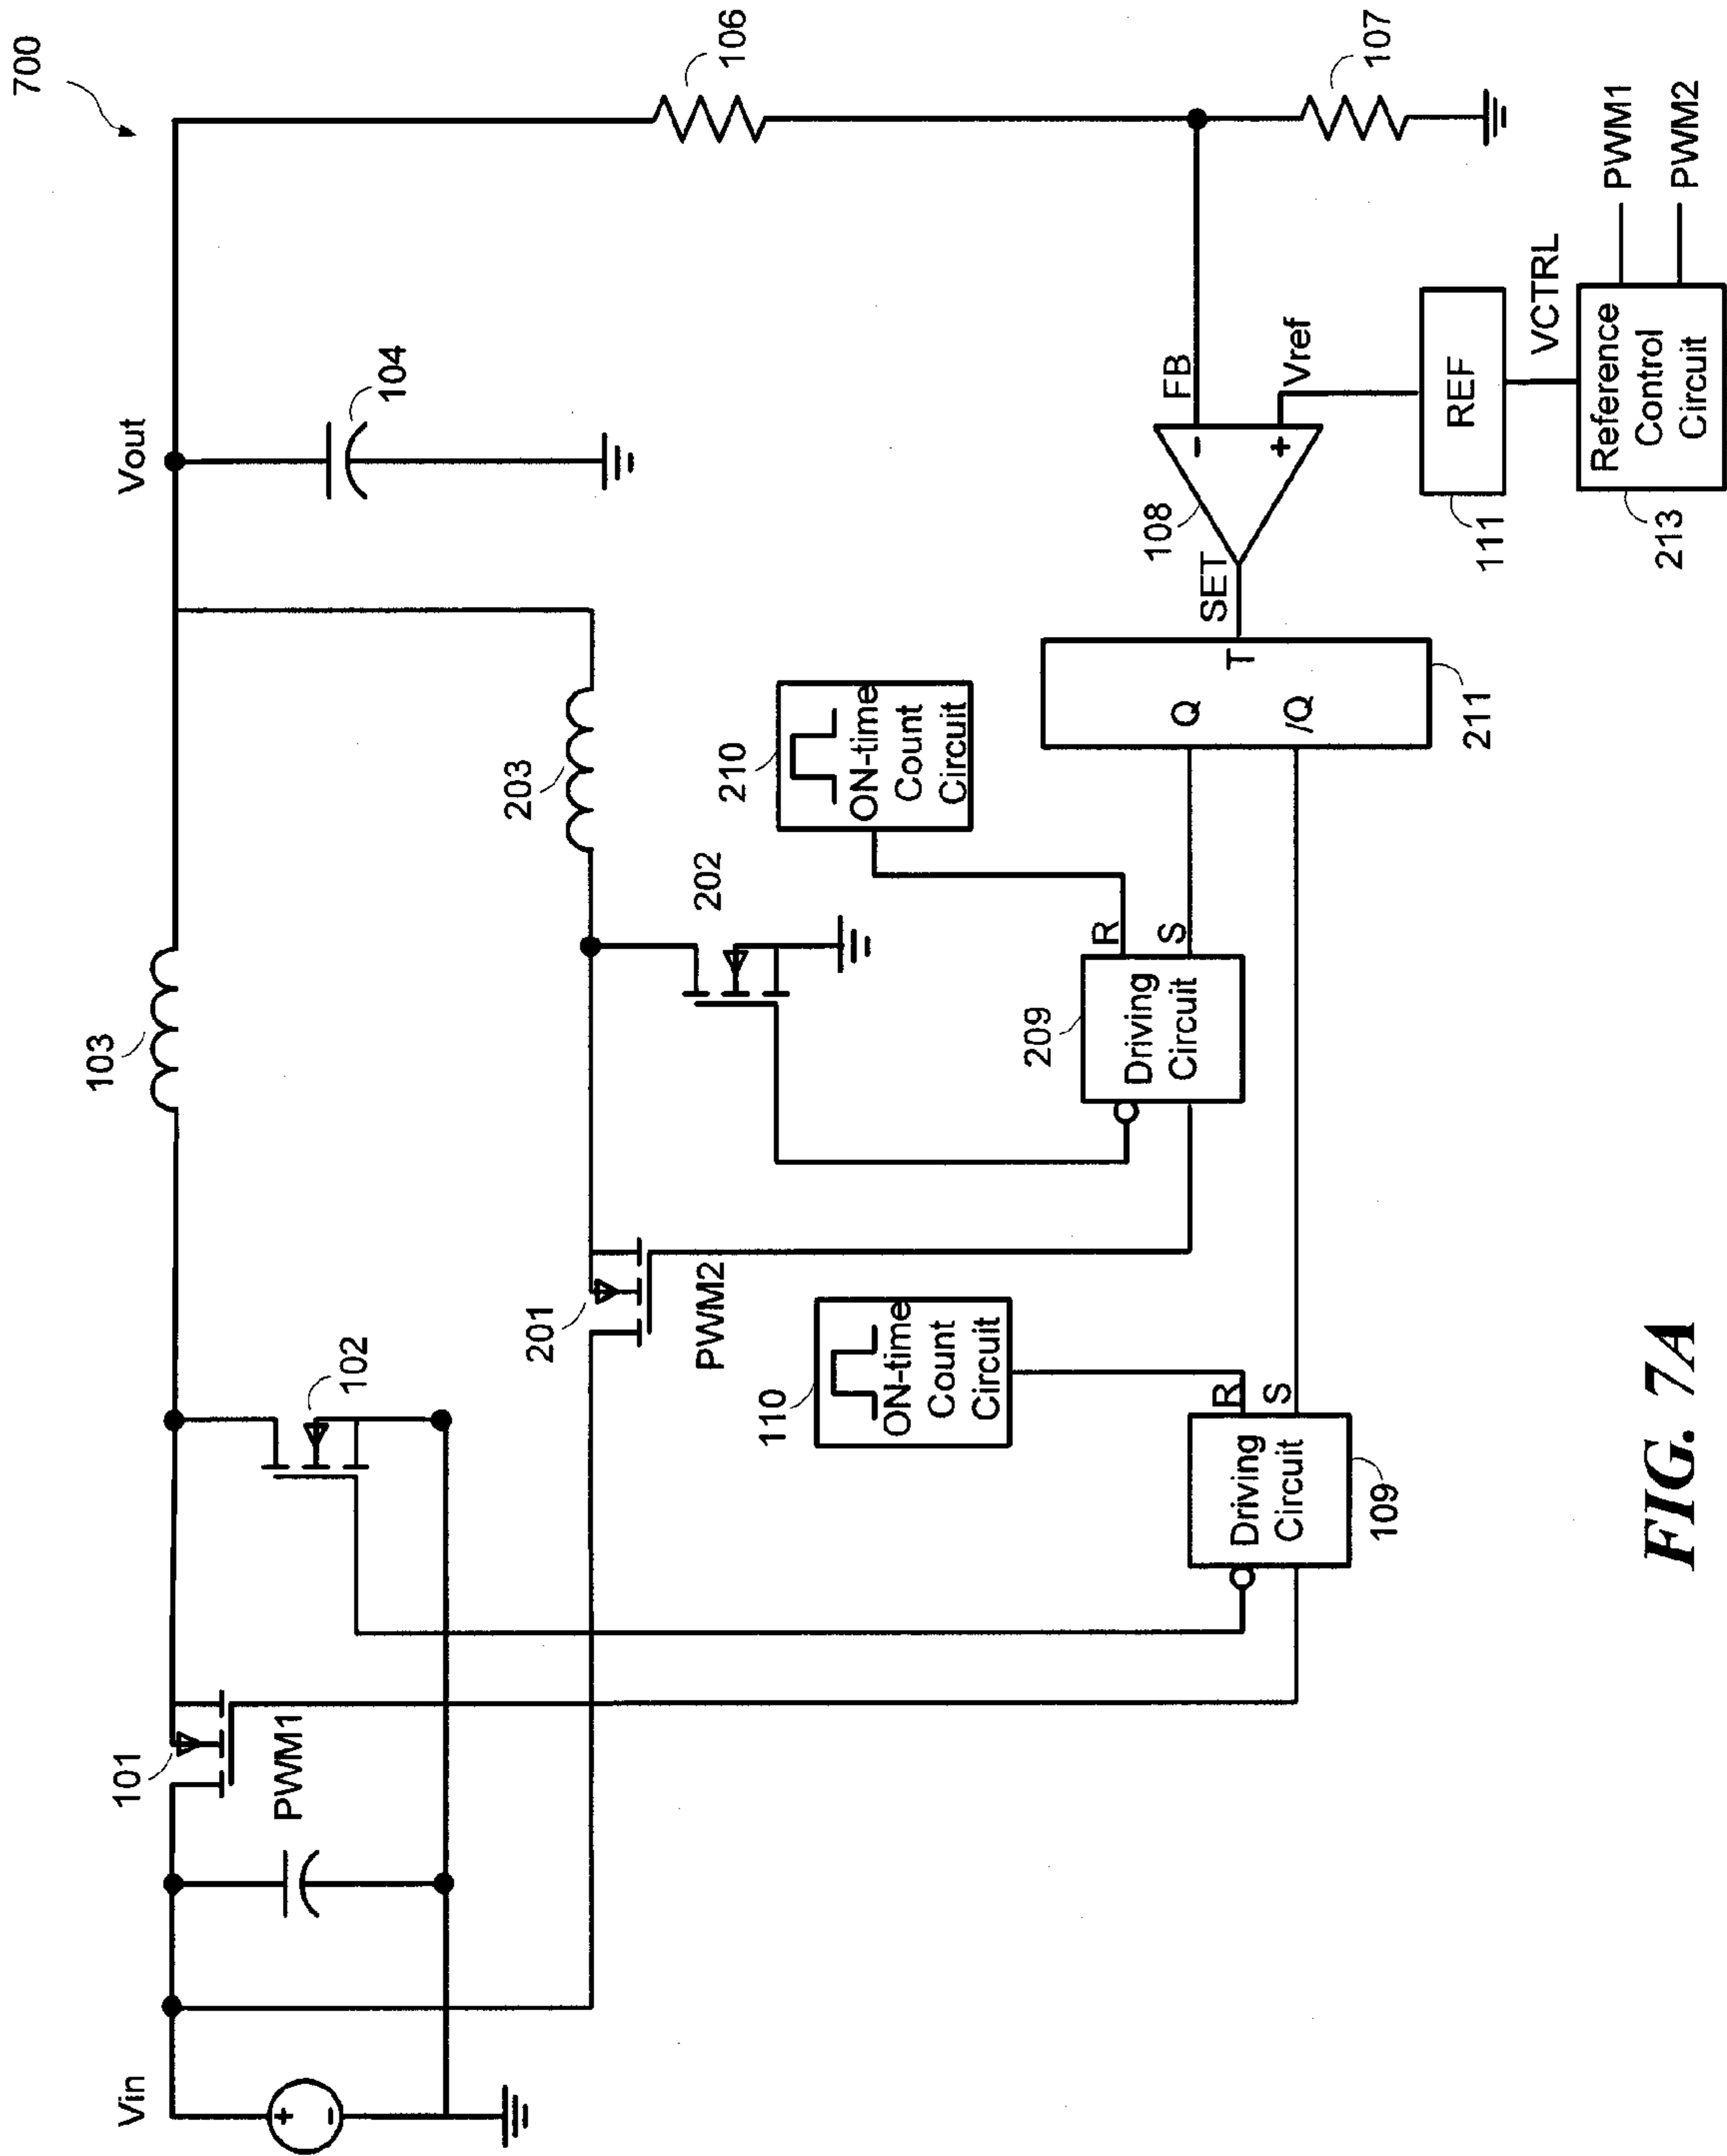 700
Vin
101
PWM1
102
103
Vout
104
106
107
201
PWM2
203
202
110
ON-time
Count
Circuit
210
ON-time
Count
Circuit
R
S
Driving
Circuit
109
R
S
209
Driving
Circuit
Q
/Q
T
211
SET
108
FB
-
+
Vref
REF
111
VCTRL
Reference
Control
Circuit
213
PWM1
PWM2
+
-
FIG. 7A